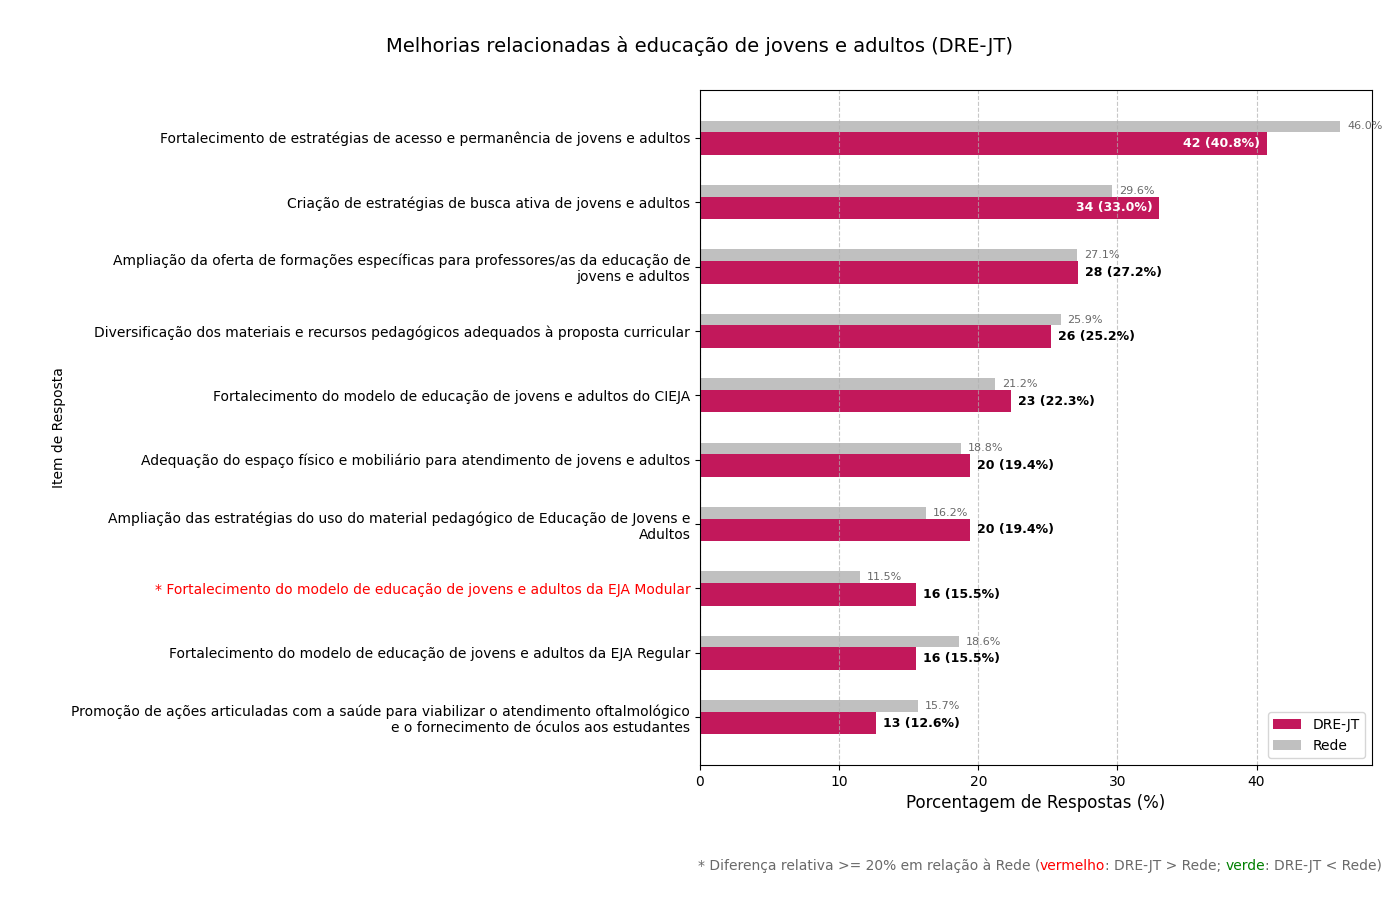 Melhorias relacionadas à educação de jovens e adultos (DRE-JT)
Item de Resposta
Fortalecimento de estratégias de acesso e permanência de jovens e adultos
46.0%
42 (40.8%)
Criação de estratégias de busca ativa de jovens e adultos
29.6%
34 (33.0%)
Ampliação da oferta de formações específicas para professores/as da educação de
jovens e adultos
27.1%
28 (27.2%)
Diversificação dos materiais e recursos pedagógicos adequados à proposta curricular
25.9%
26 (25.2%)
Fortalecimento do modelo de educação de jovens e adultos do CIEJA
21.2%
23 (22.3%)
Adequação do espaço físico e mobiliário para atendimento de jovens e adultos
18.8%
20 (19.4%)
Ampliação das estratégias do uso do material pedagógico de Educação de Jovens e
Adultos
16.2%
20 (19.4%)
* Fortalecimento do modelo de educação de jovens e adultos da EJA Modular
11.5%
16 (15.5%)
Fortalecimento do modelo de educação de jovens e adultos da EJA Regular
18.6%
16 (15.5%)
Promoção de ações articuladas com a saúde para viabilizar o atendimento oftalmológico
e o fornecimento de óculos aos estudantes
15.7%
13 (12.6%)
DRE-JT
Rede
0 10 20 30 40
Porcentagem de Respostas (%)
* Diferença relativa >= 20% em relação à Rede (vermelho: DRE-JT > Rede; verde: DRE-JT < Rede)